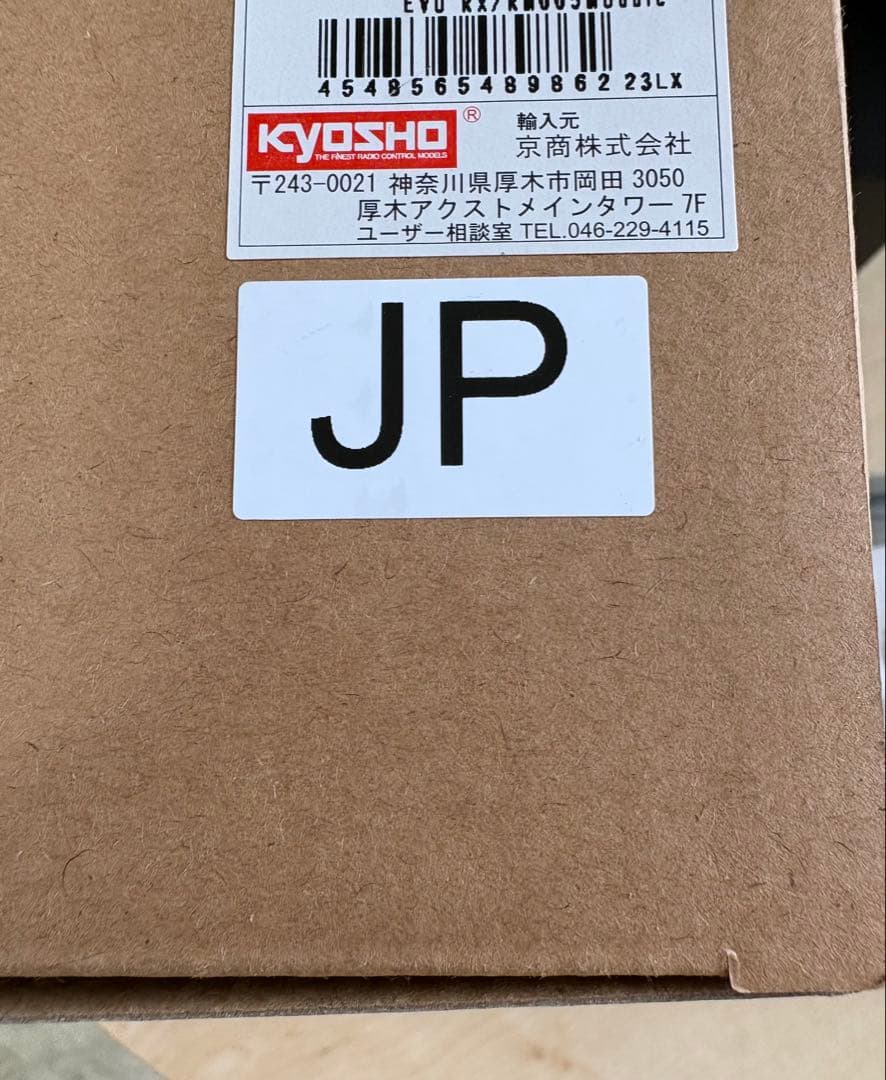 4548565489862 23LX
KYOSHO ®
THE FINEST RADIO CONTROL MODELS
輸入元
京商株式会社
〒243-0021 神奈川県厚木市岡田 3050
厚木アクストメインタワー 7F
ユーザー相談室 TEL.046-229-4115
JP